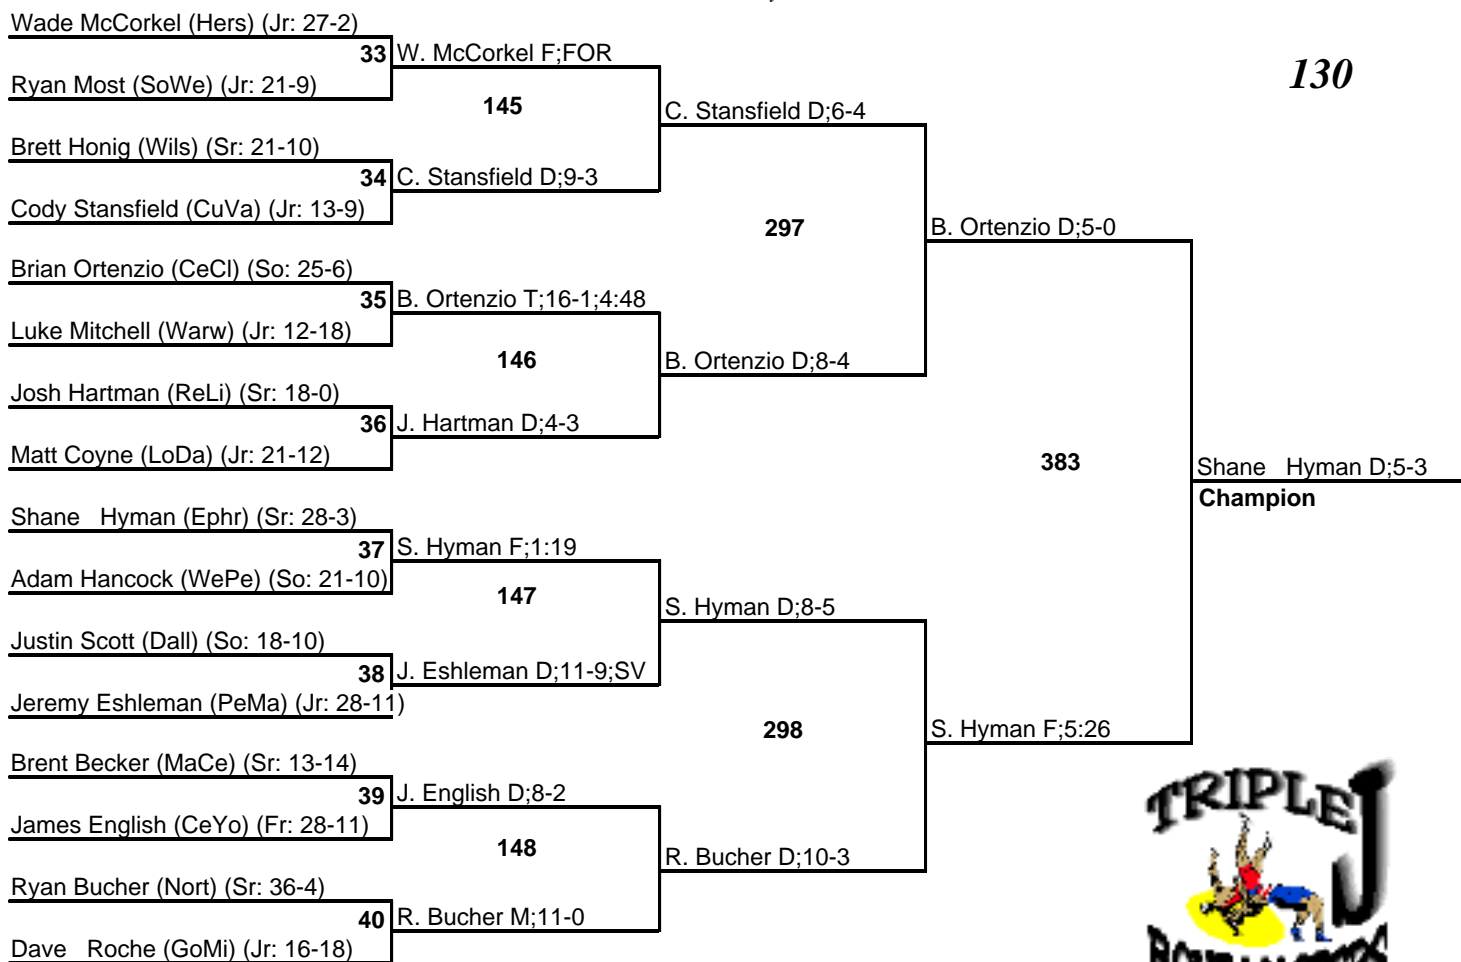 Wade McCorkel (Hers) (Jr: 27-2)
33 W. McCorkel F;FOR
130
Ryan Most (SoWe) (Jr: 21-9)
145
C. Stansfield D;6-4
Brett Honig (Wils) (Sr: 21-10)
34 C. Stansfield D;9-3
Cody Stansfield (CuVa) (Jr: 13-9)
297
B. Ortenzio D;5-0
Brian Ortenzio (CeCl) (So: 25-6)
35 B. Ortenzio T;16-1;4:48
Luke Mitchell (Warw) (Jr: 12-18)
146
B. Ortenzio D;8-4
Josh Hartman (ReLi) (Sr: 18-0)
36 J. Hartman D;4-3
Matt Coyne (LoDa) (Jr: 21-12)
383
Shane Hyman D;5-3
Champion
Shane Hyman (Ephr) (Sr: 28-3)
37 S. Hyman F;1:19
Adam Hancock (WePe) (So: 21-10)
147
S. Hyman D;8-5
Justin Scott (Dall) (So: 18-10)
38 J. Eshleman D;11-9;SV
Jeremy Eshleman (PeMa) (Jr: 28-11)
298
S. Hyman F;5:26
Brent Becker (MaCe) (Sr: 13-14)
39 J. English D;8-2
James English (CeYo) (Fr: 28-11)
148
R. Bucher D;10-3
Ryan Bucher (Nort) (Sr: 36-4)
40 R. Bucher M;11-0
Dave Roche (GoMi) (Jr: 16-18)
TRIPLE J